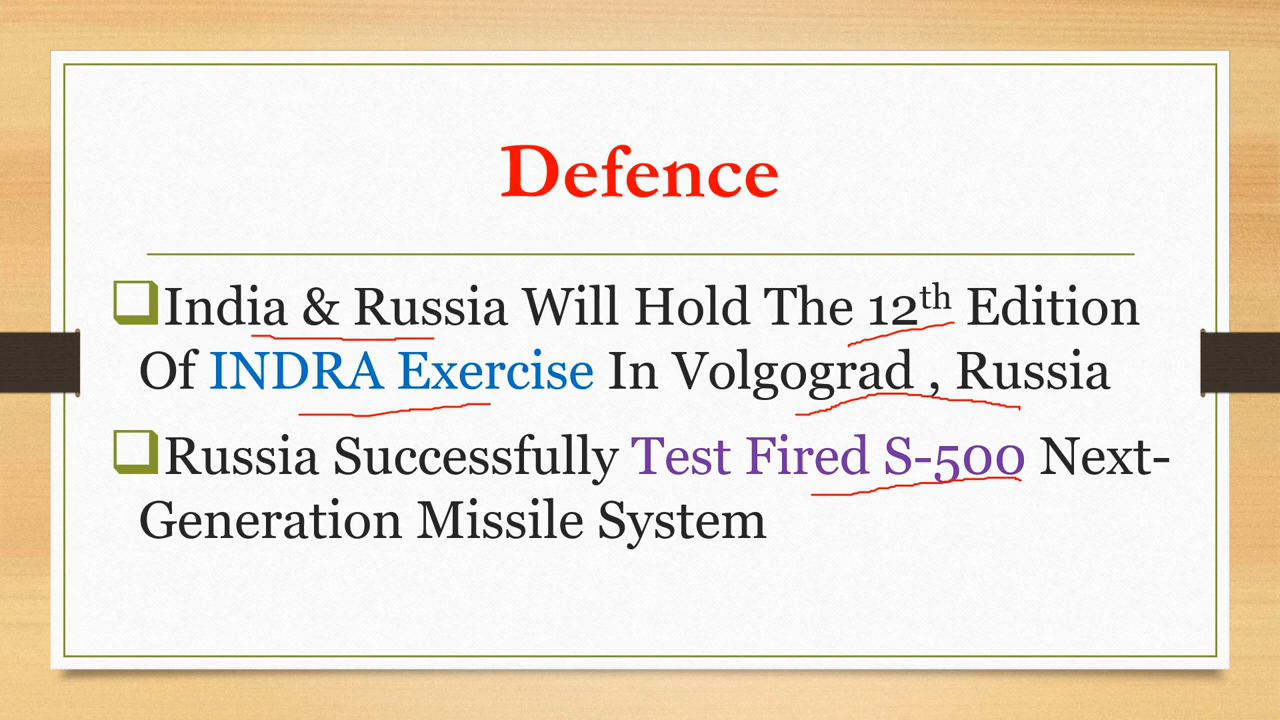 Defence
India & Russia Will Hold The 12th Edition
Of INDRA Exercise In Volgograd , Russia
Russia Successfully Test Fired S-500 Next-
Generation Missile System